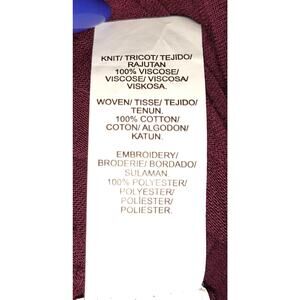 KNIT/ TRICOT/ TEJIDO/
RAJUTAN
100% VISCOSE/
VISCOSE/ VISCOSA/
VISKOSA.
WOVEN/ TISSE/ TEJIDO/
TENUN.
100% COTTON/
COTON/ ALGODON/
KATUN.
EMBROIDERY/
BRODERIE/ BORDADO/
SULAMAN
100% POLYESTER/
POLYESTER/
POLIESTER/
POLIESTER.